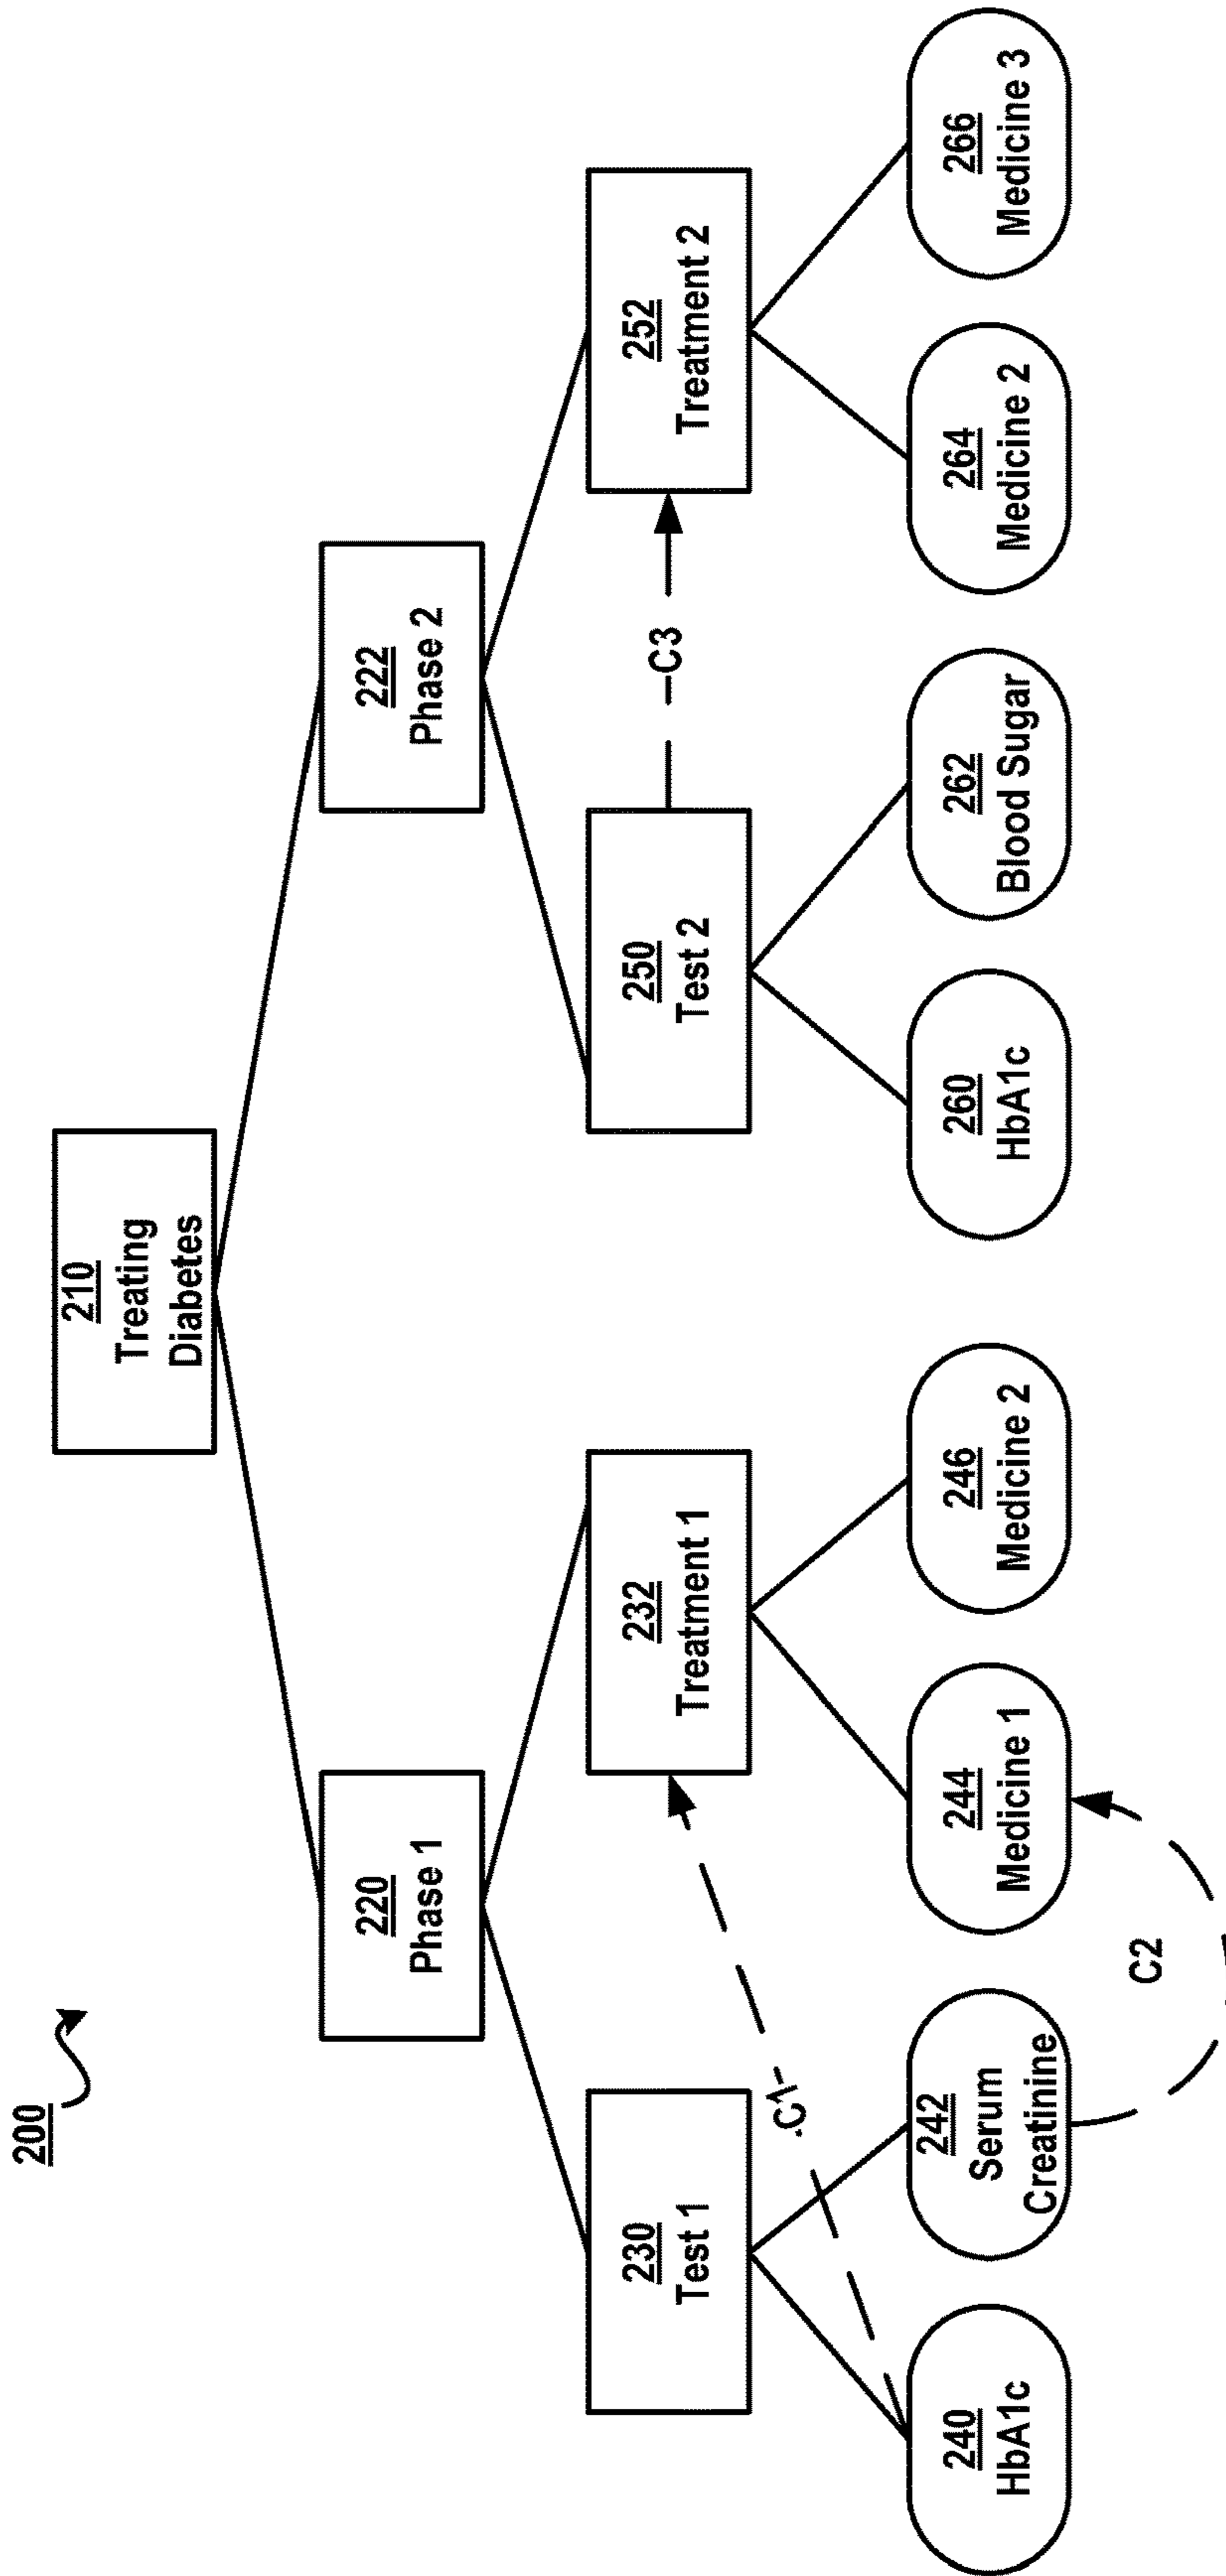 200
210
Treating
Diabetes
220
Phase 1
222
Phase 2
230
Test 1
232
Treatment 1
250
Test 2
252
Treatment 2
C1
C3
240
HbA1c
242
Serum
Creatinine
244
Medicine 1
246
Medicine 2
260
HbA1c
262
Blood Sugar
264
Medicine 2
266
Medicine 3
C2